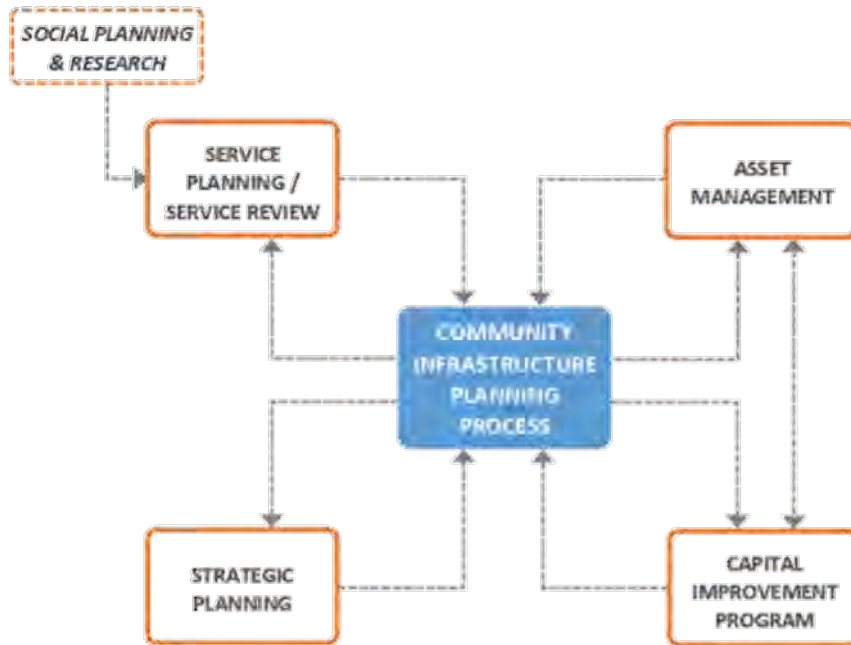 SOCIAL PLANNING
& RESEARCH
SERVICE
PLANNING /
SERVICE REVIEW
ASSET
MANAGEMENT
COMMUNITY
INFRASTRUCTURE
PLANNING
PROCESS
STRATEGIC
PLANNING
CAPITAL
IMPROVEMENT
PROGRAM